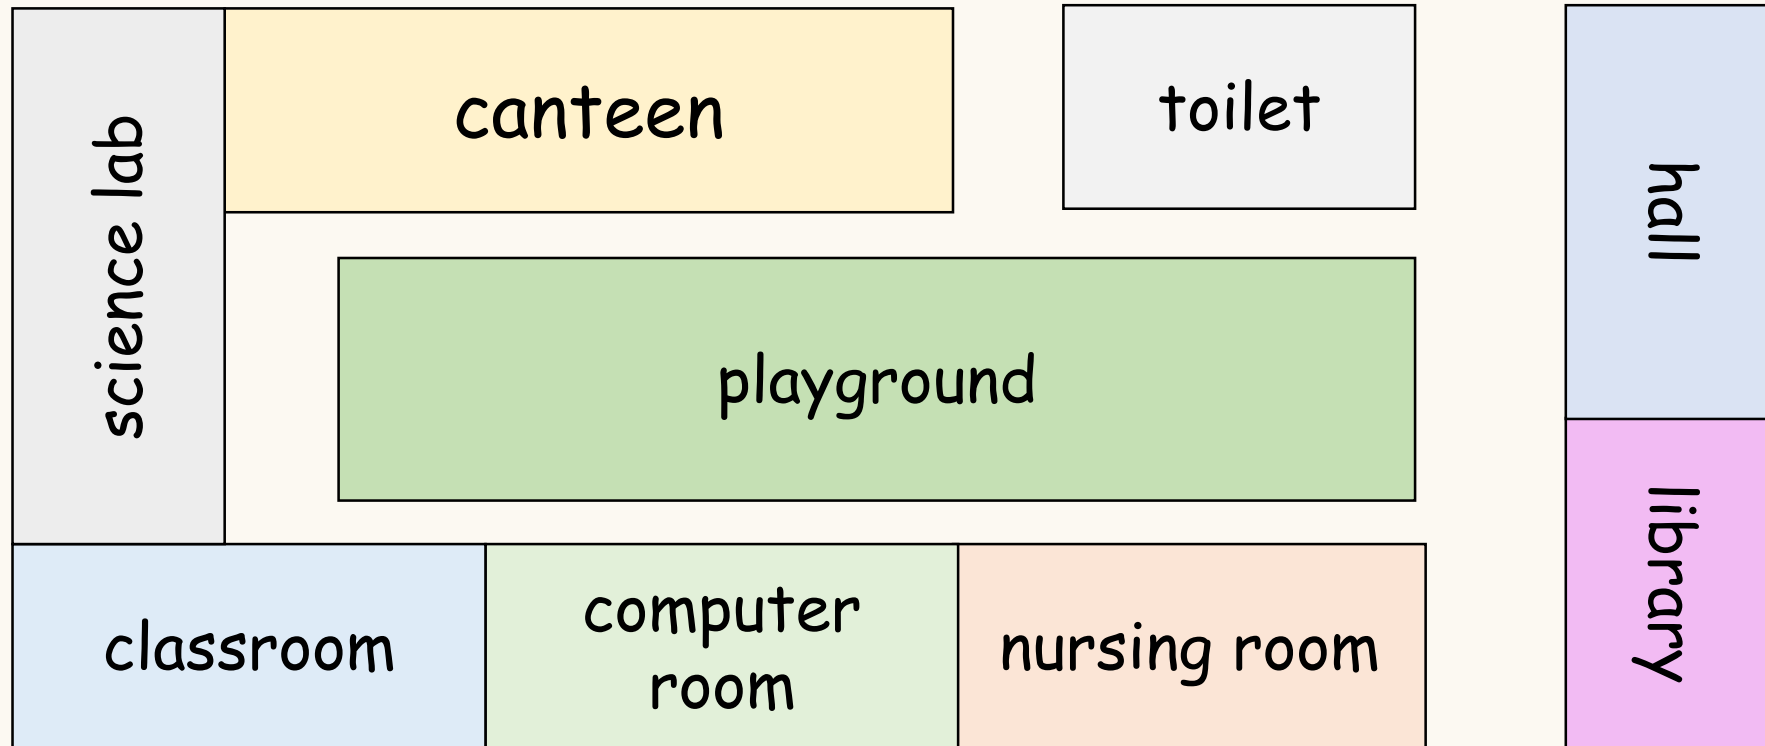 science lab
canteen
toilet
hall
playground
library
classroom
computer
room
nursing room